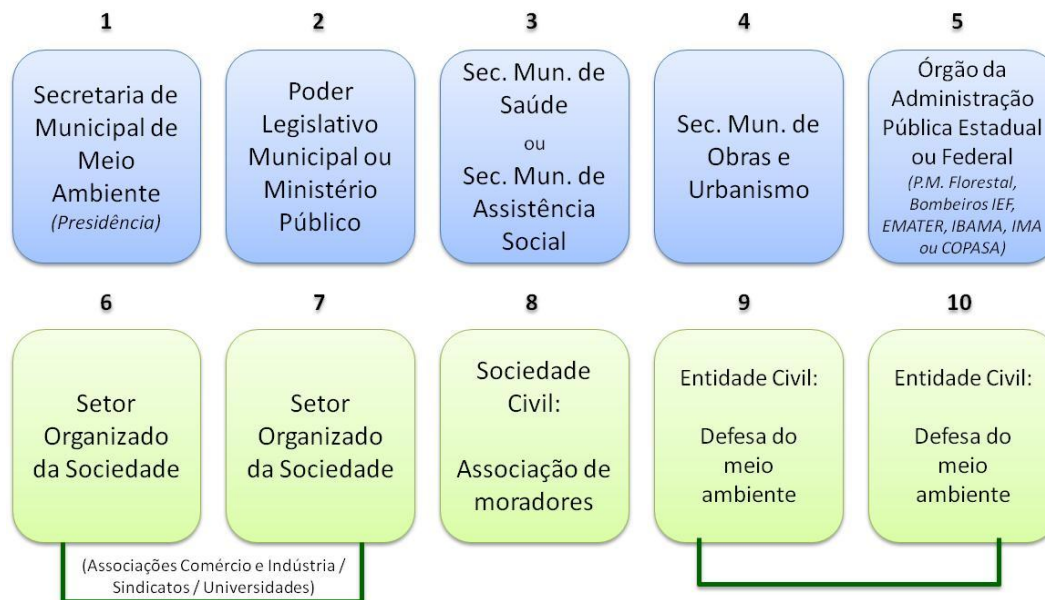 1
Secretaria de
Municipal de
Meio
Ambiente
(Presidência)
2
Poder
Legislativo
Municipal ou
Ministério
Público
3
Sec. Mun. de
Saúde
ou
Sec. Mun. de
Assistência
Social
4
Sec. Mun. de
Obras e
Urbanismo
5
Órgão da
Administração
Pública Estadual
ou Federal
(P.M. Florestal,
Bombeiros IEF,
EMATER, IBAMA, IMA
ou COPASA)
6
Setor
Organizado
da Sociedade
7
Setor
Organizado
da Sociedade
(Associações Comércio e Indústria /
Sindicatos / Universidades)
8
Sociedade
Civil:
Associação de
moradores
9
Entidade Civil:
Defesa do
meio
ambiente
10
Entidade Civil:
Defesa do
meio
ambiente